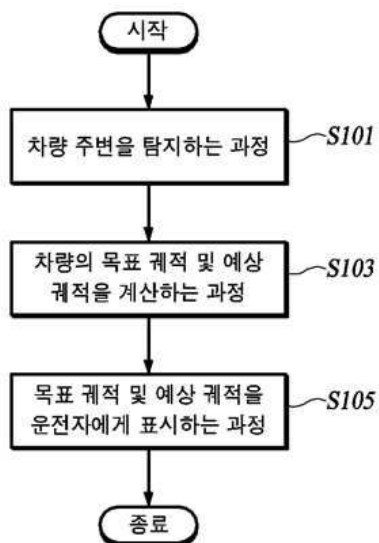 시작
차량 주변을 탐지하는 과정
S101
차량의 목표 궤적 및 예상
궤적을 계산하는 과정
S103
목표 궤적 및 예상 궤적을
운전자에게 표시하는 과정
S105
종료